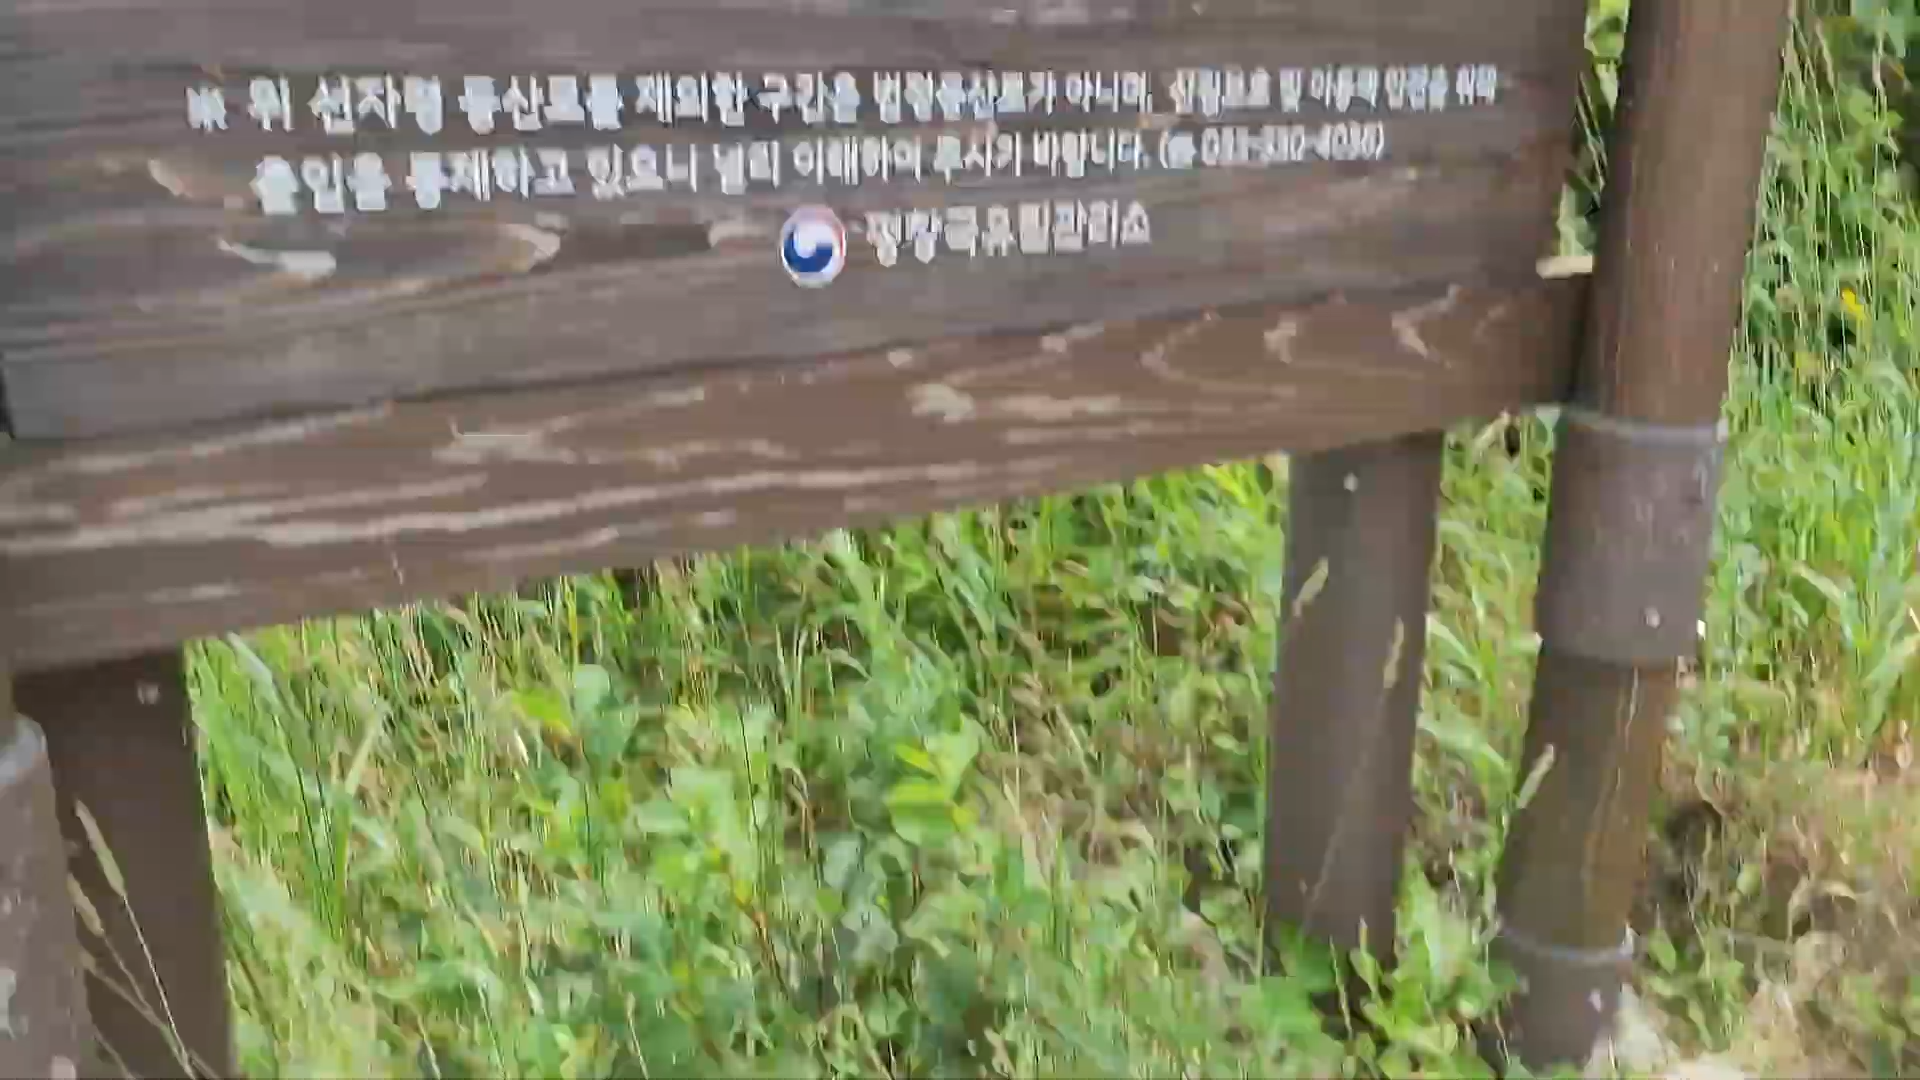 ※ 위 선자령 등산로를 제외한 구간은 법정등산로가 아니며, 산림보호 및 이용객 안전을 위해
출입을 통제하고 있으니 널리 이해하여 주시기 바랍니다. (☎ 033-330-4030)
평창국유림관리소